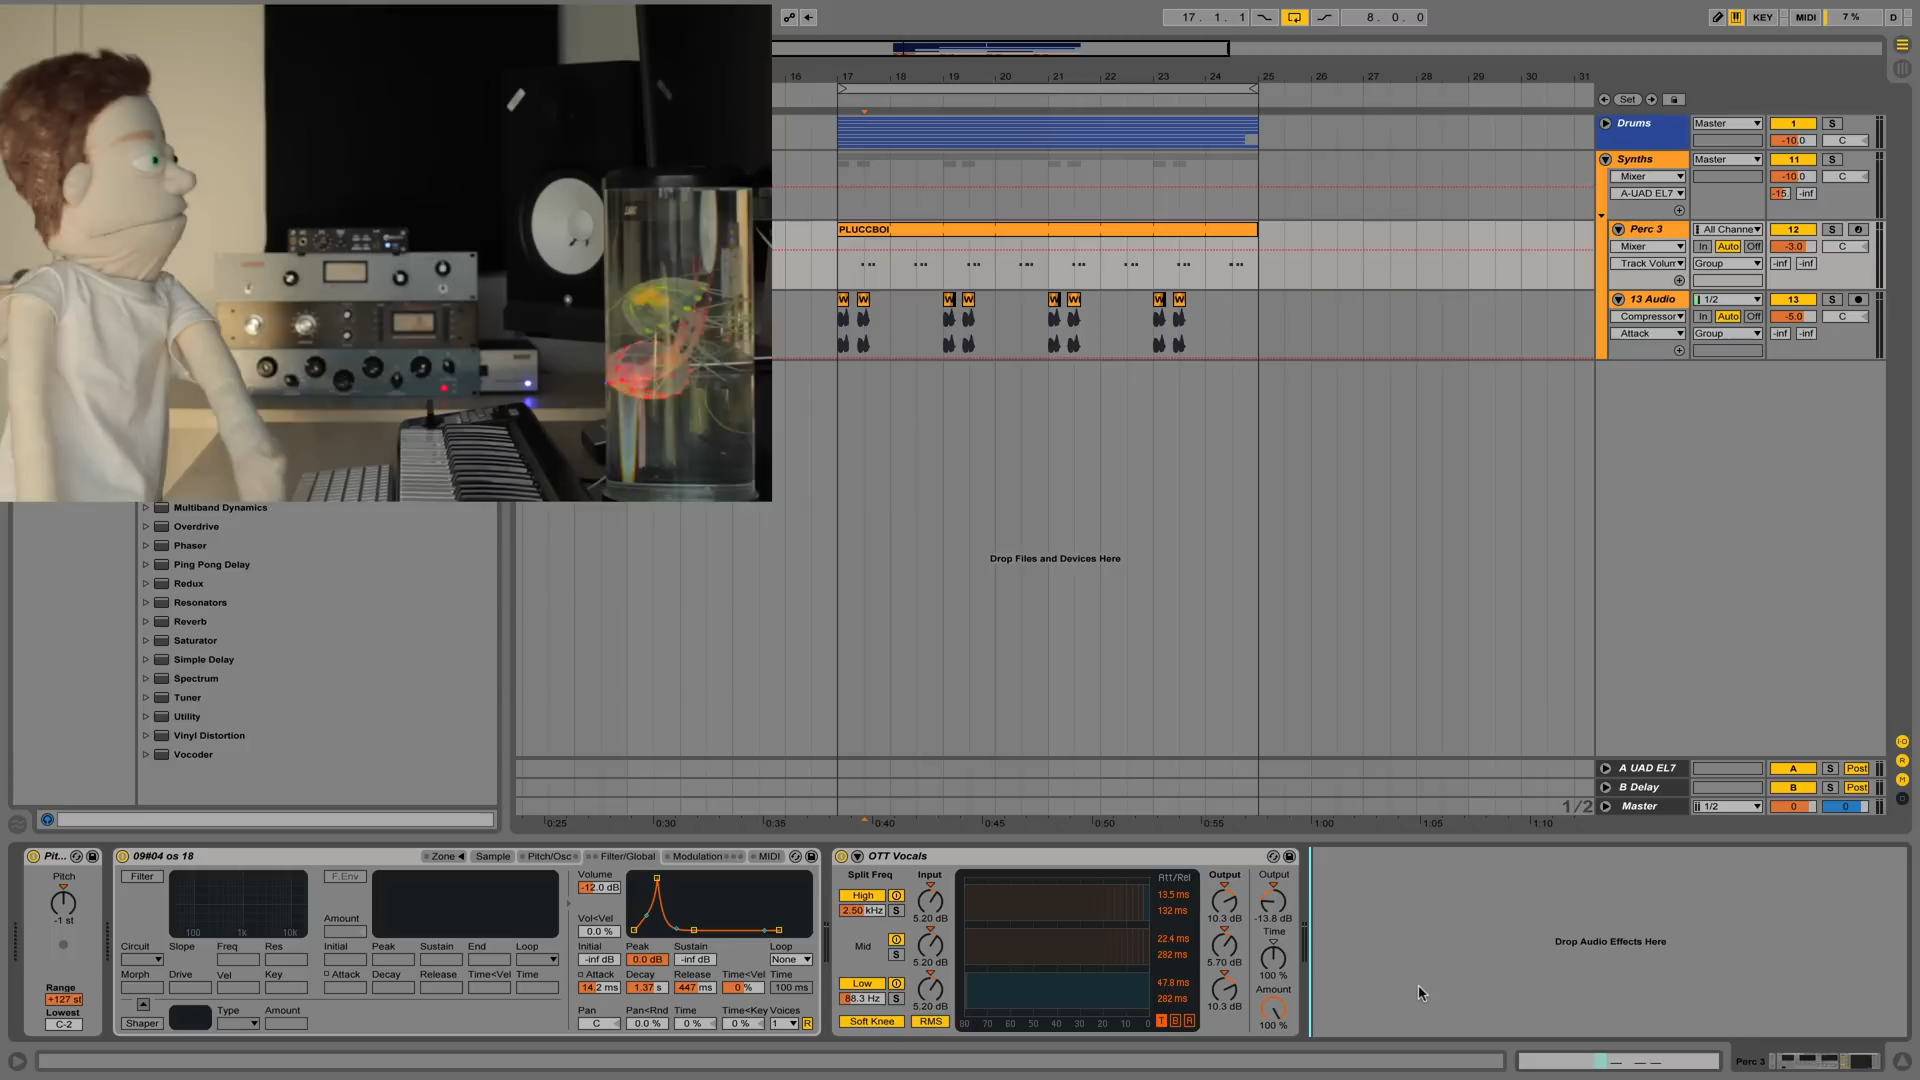 17. 1. 1
8. 0. 0
KEY
MIDI
7 %
D
16 17 18 19 20 21 22 23 24 25 26 27 28 29 30 31
Set
Drums
Master
1
S
-10.0
C
Synths
Master
11
S
Mixer
-10.0
C
A-UAD EL7
-15.
-inf
PLUCCBOI
Perc 3
All Channe
12
S
Mixer
In Auto Off
-3.0
C
Track Volum
Group
-inf -inf
W W W W W W W W
13 Audio
1/2
13
S
Compressor
In Auto Off
-5.0
C
Attack
Group
-inf -inf
Multiband Dynamics
Overdrive
Phaser
Ping Pong Delay
Redux
Resonators
Reverb
Saturator
Simple Delay
Spectrum
Tuner
Utility
Vinyl Distortion
Vocoder
Drop Files and Devices Here
A UAD EL7
A
S
Post
B Delay
B
S
Post
1/2
Master
1/2
0
0
0:25 0:30 0:35 0:40 0:45 0:50 0:55 1:00 1:05 1:10
Pit...
Pitch
-1 st
Range
+127 st
Lowest
C-2
09#04 os 18
Zone Sample Pitch/Osc Filter/Global Modulation MIDI
Filter
F.Env
Volume
-12.0 dB
100 1k 10k
Amount
Vol<Vel
0.0 %
Circuit Slope Freq Res
Initial Peak Sustain End Loop
Initial Peak Sustain Loop
-inf dB 0.0 dB -inf dB None
Morph Drive Vel Key
Attack Decay Release Time<Vel Time
Attack Decay Release Time<Vel Time
14.2 ms 1.37 s 447 ms 0 % 100 ms
Shaper
Type Amount
Pan Pan<Rnd Time Time<Key Voices
C 0.0 % 0 % 0 % 1 R
OTT Vocals
Split Freq
Input
Att/Rel
Output
Output
High
2.50 kHz
S
5.20 dB
13.5 ms
132 ms
10.3 dB
-13.8 dB
Mid
S
5.20 dB
22.4 ms
282 ms
5.70 dB
Time
100 %
Low
88.3 Hz
S
5.20 dB
47.8 ms
282 ms
10.3 dB
Amount
100 %
Soft Knee
RMS
80 70 60 50 40 30 20 10 0
T B A
Drop Audio Effects Here
Perc 3